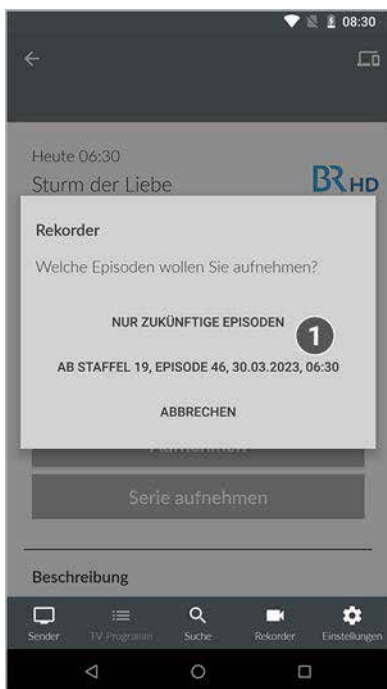 08:30
Heute 06:30
Sturm der Liebe
BR HD
Rekorder
Welche Episoden wollen Sie aufnehmen?
NUR ZUKÜNFTIGE EPISODEN
1
AB STAFFEL 19, EPISODE 46, 30.03.2023, 06:30
ABBRECHEN
Aufnehmen
Serie aufnehmen
Beschreibung
Sender TV Programm Suche Rekorder Einstellungen